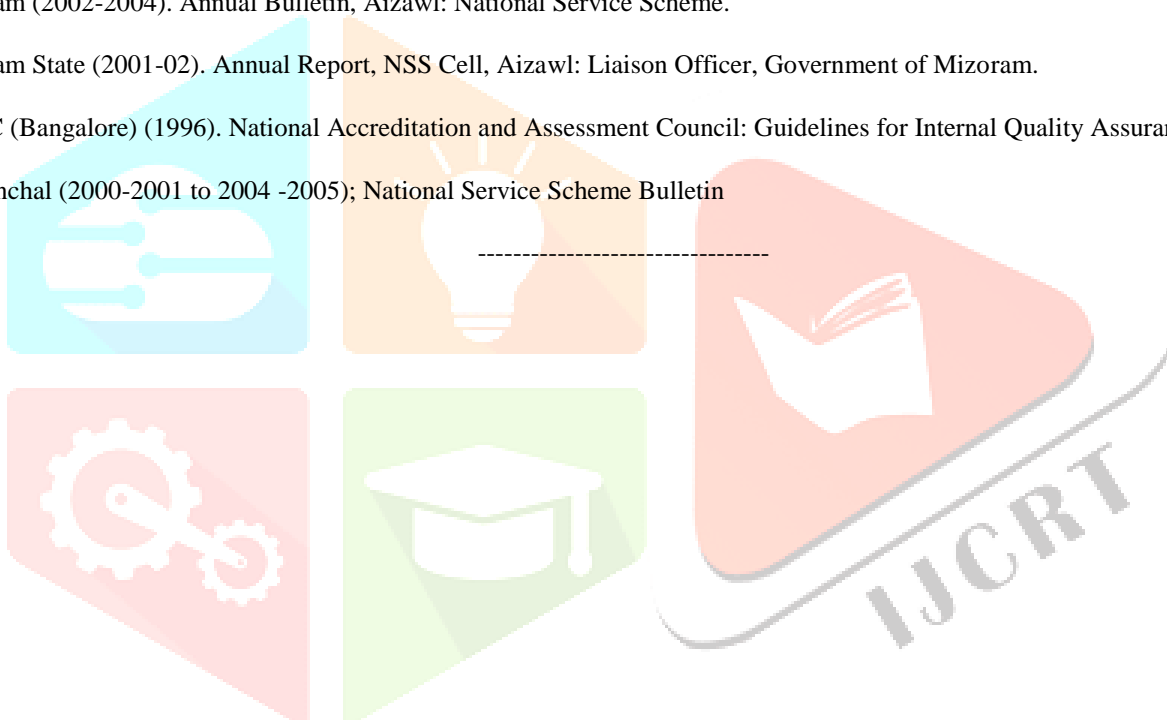 am (2002-2004). Annual Bulletin, Aizawl: National Service Scheme.
am State (2001-02). Annual Report, NSS Cell, Aizawl: Liaison Officer, Government of Mizoram.
(Bangalore) (1996). National Accreditation and Assessment Council: Guidelines for Internal Quality Assuran
nchal (2000-2001 to 2004 -2005); National Service Scheme Bulletin
---------------------------------
IJCRT